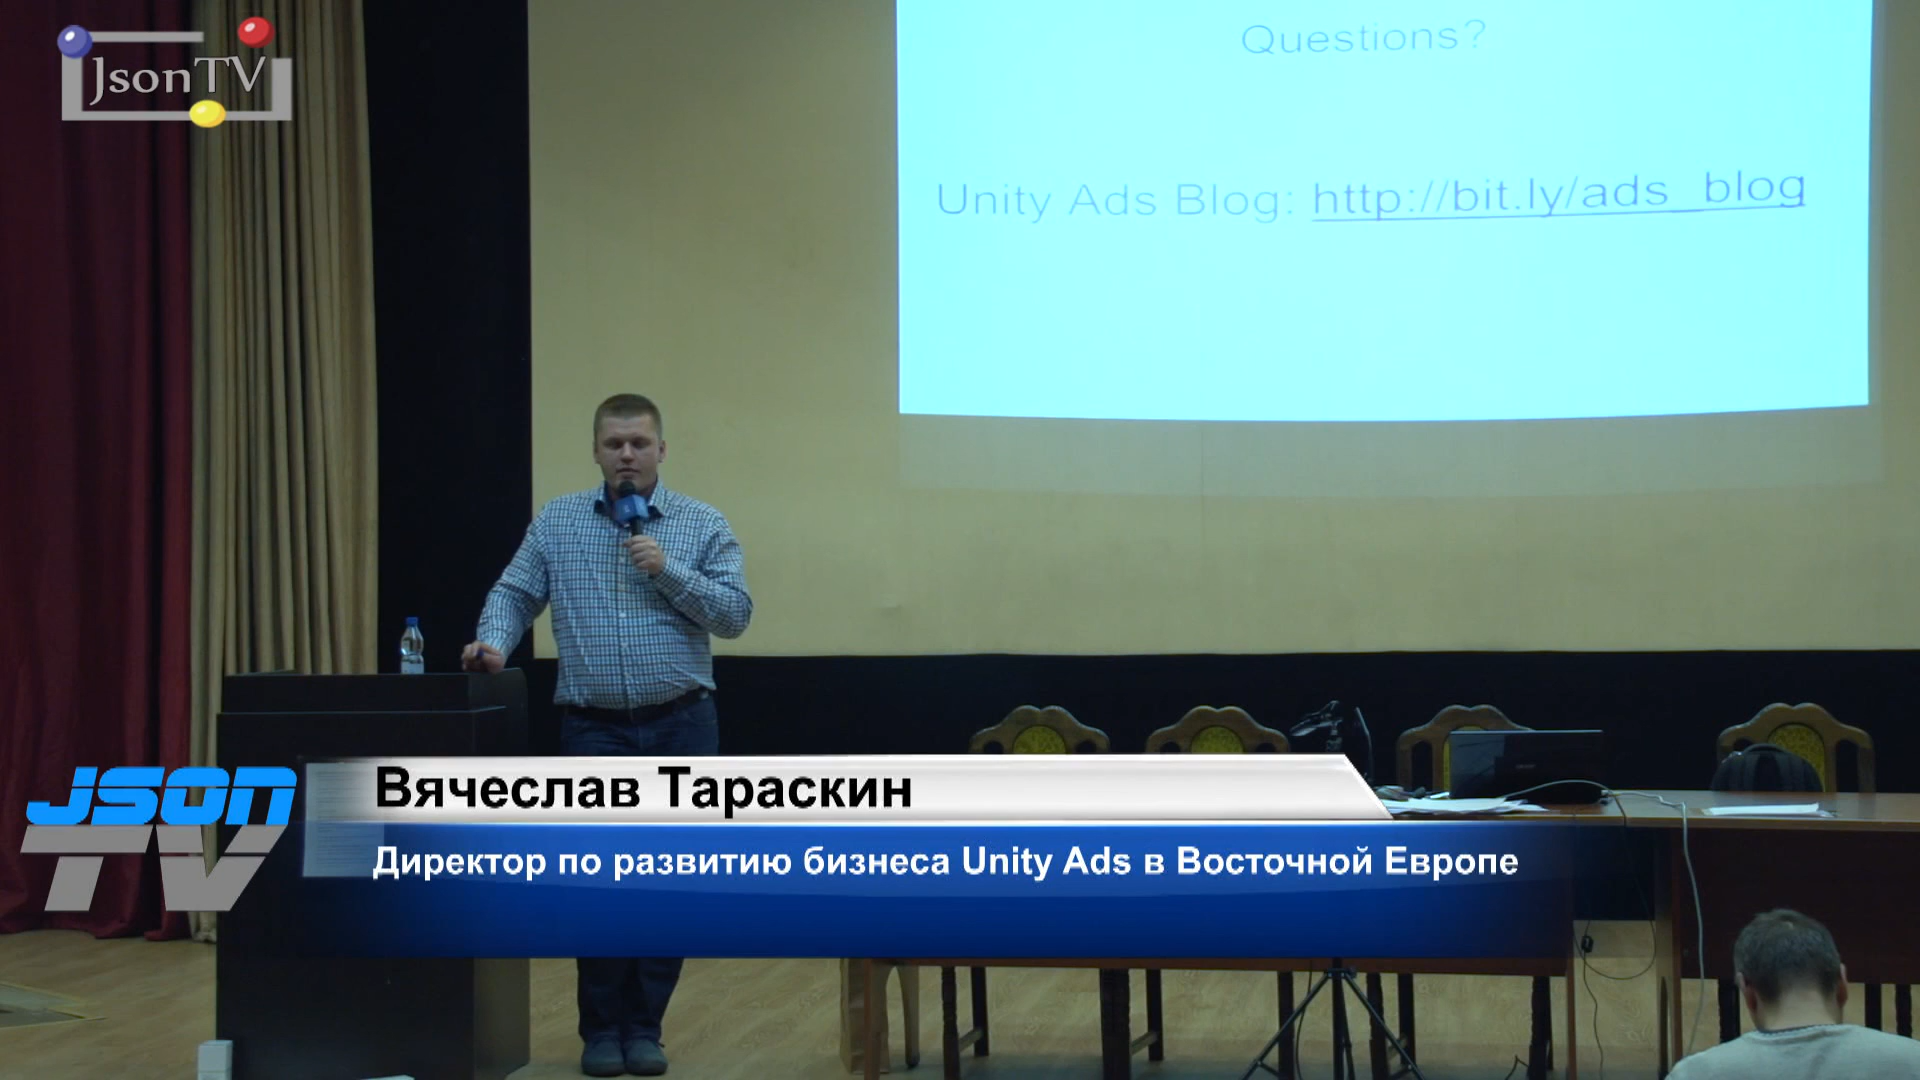 JsonTV
Questions?
Unity Ads Blog: http://bit.ly/ads_blog
JSON
TV
Вячеслав Тараскин
Директор по развитию бизнеса Unity Ads в Восточной Европе